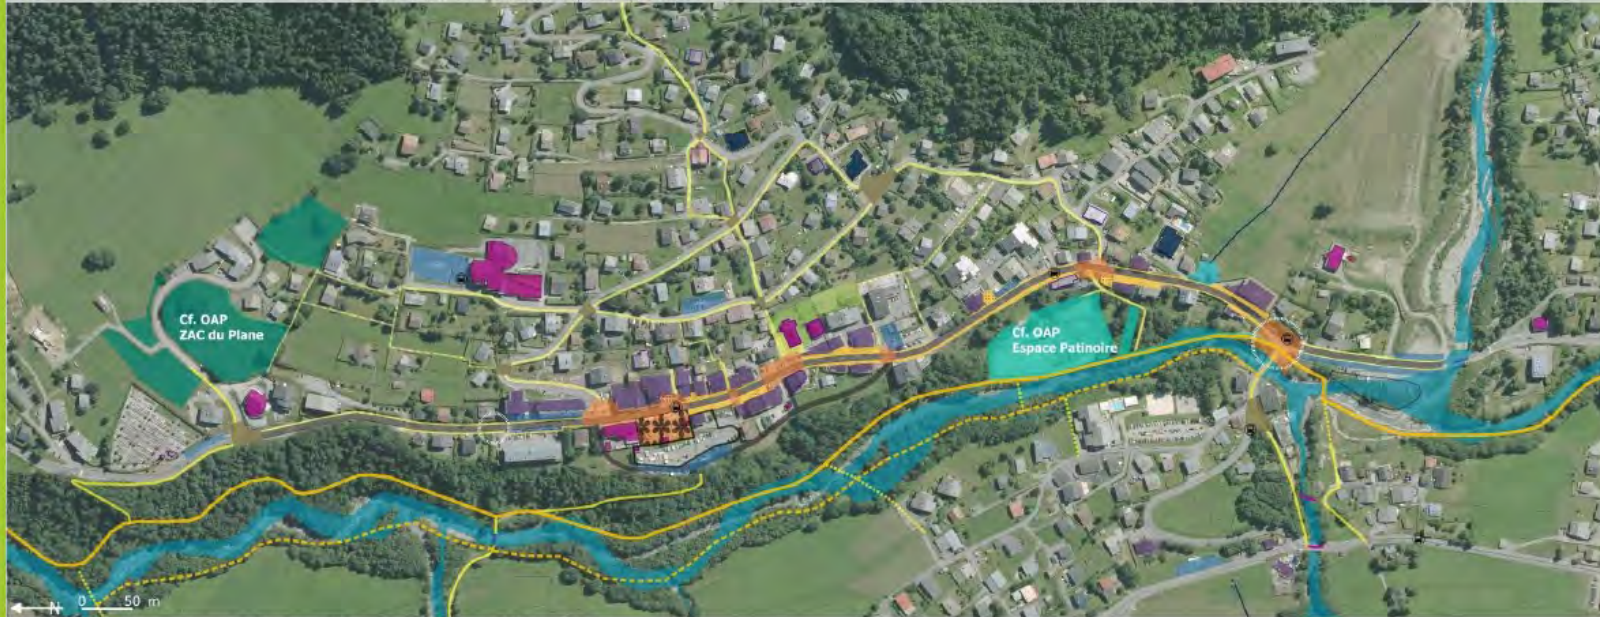 Cf. OAP
ZAC du Plane
Cf. OAP
Espace Patinoire
N
0 50 m